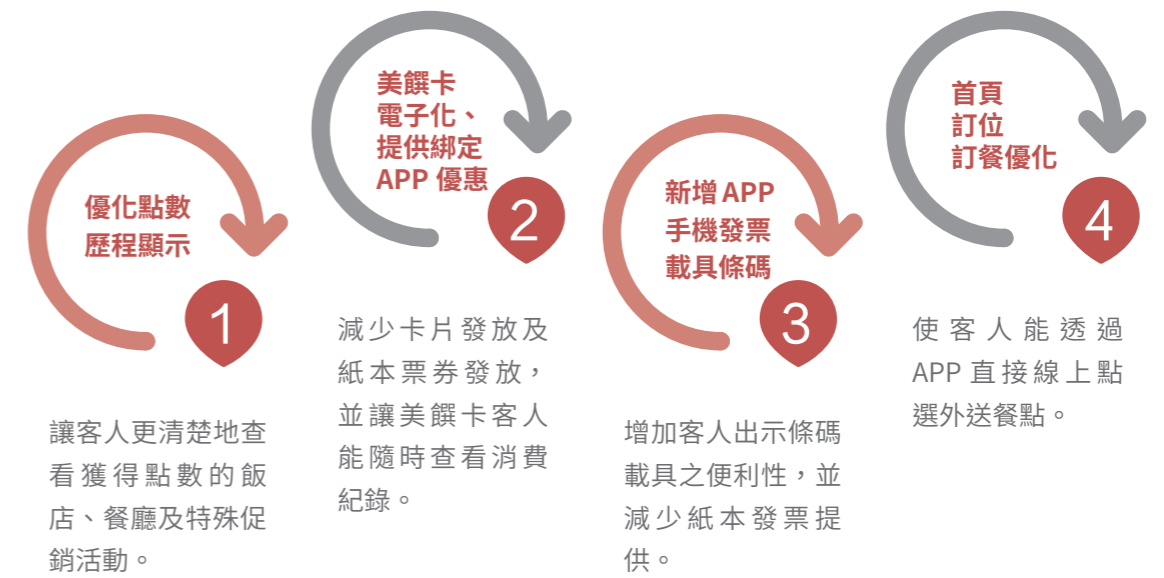 優化點數
歷程顯示
1
讓客人更清楚地查
看獲得點數的飯
店、餐廳及特殊促
銷活動。
美饌卡
電子化、
提供綁定
APP 優惠
2
減少卡片發放及
紙本票券發放，
並讓美饌卡客人
能隨時查看消費
紀錄。
新增 APP
手機發票
載具條碼
3
增加客人出示條碼
載具之便利性，並
減少紙本發票提
供。
首頁
訂位
訂餐優化
4
使客人能透過
APP 直接線上點
選外送餐點。